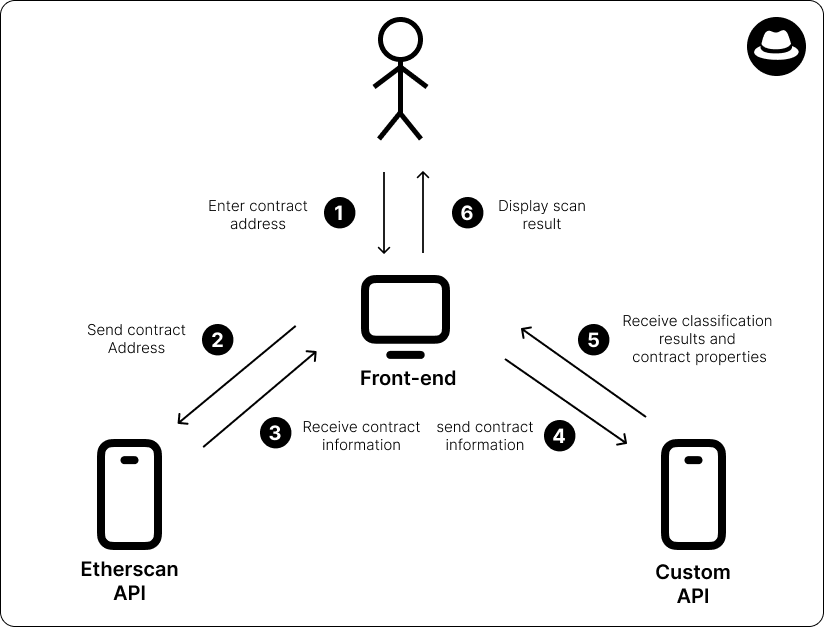 Enter contract
address
1
6
Display scan
result
Send contract
Address
2
Front-end
5
Receive classification
results and
contract properties
3
Receive contract
information
send contract
information
4
Etherscan
API
Custom
API